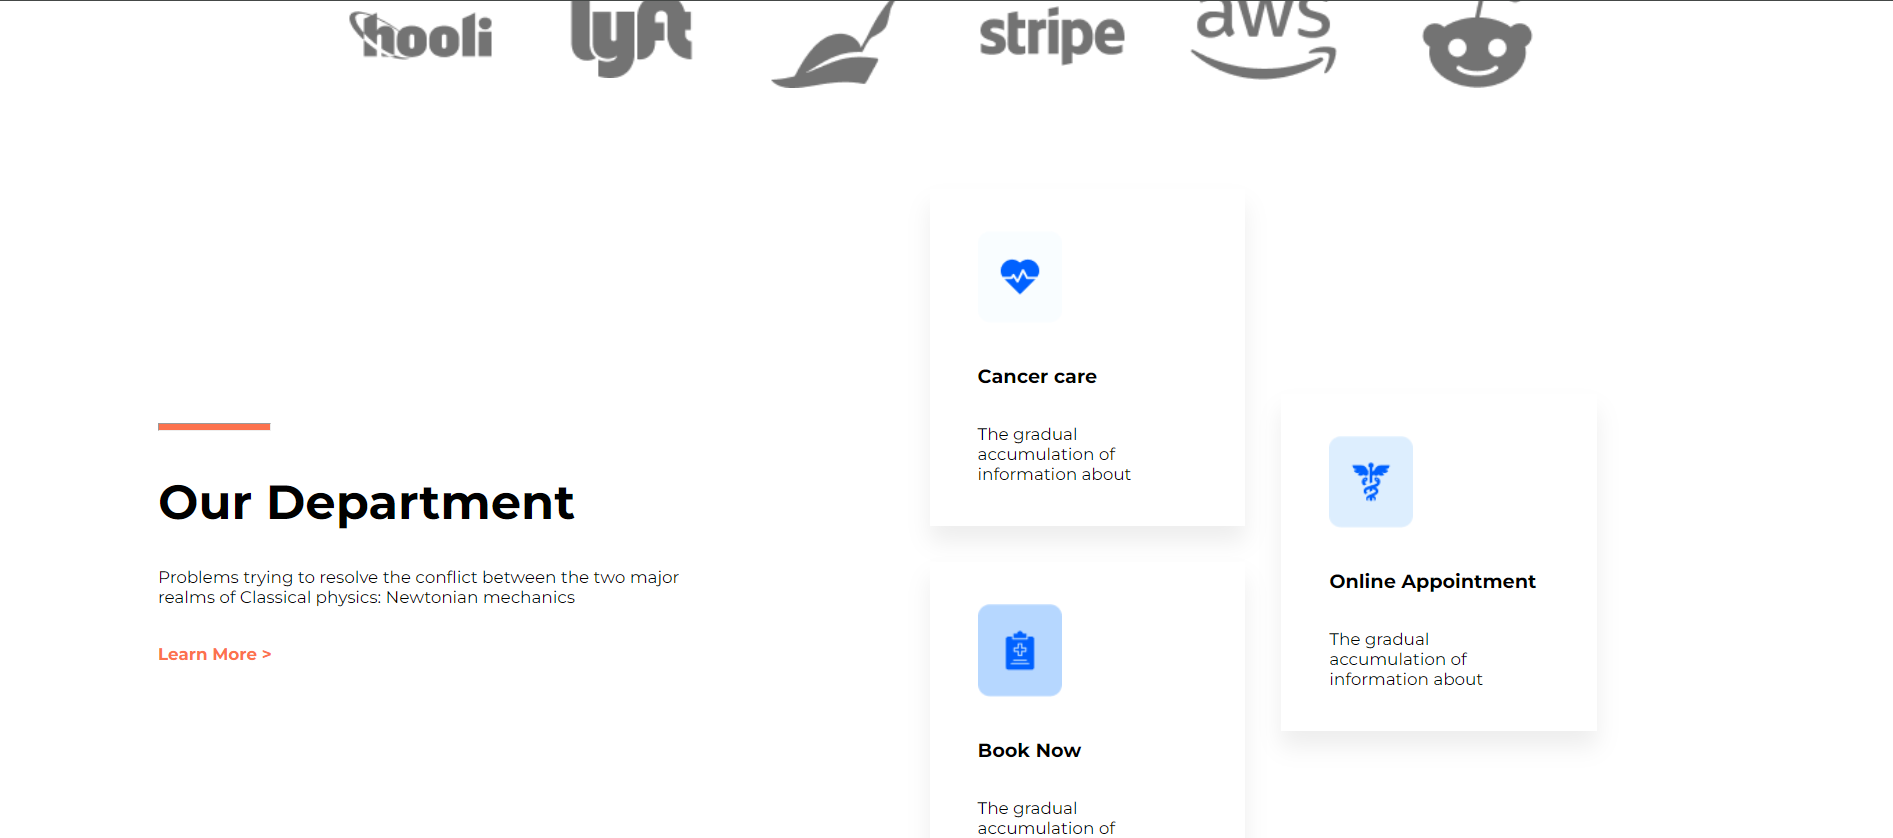 hooli lyft stripe aws
Our Department
Problems trying to resolve the conflict between the two major
realms of Classical physics: Newtonian mechanics
Learn More >
Cancer care
The gradual
accumulation of
information about
Book Now
The gradual
accumulation of
Online Appointment
The gradual
accumulation of
information about